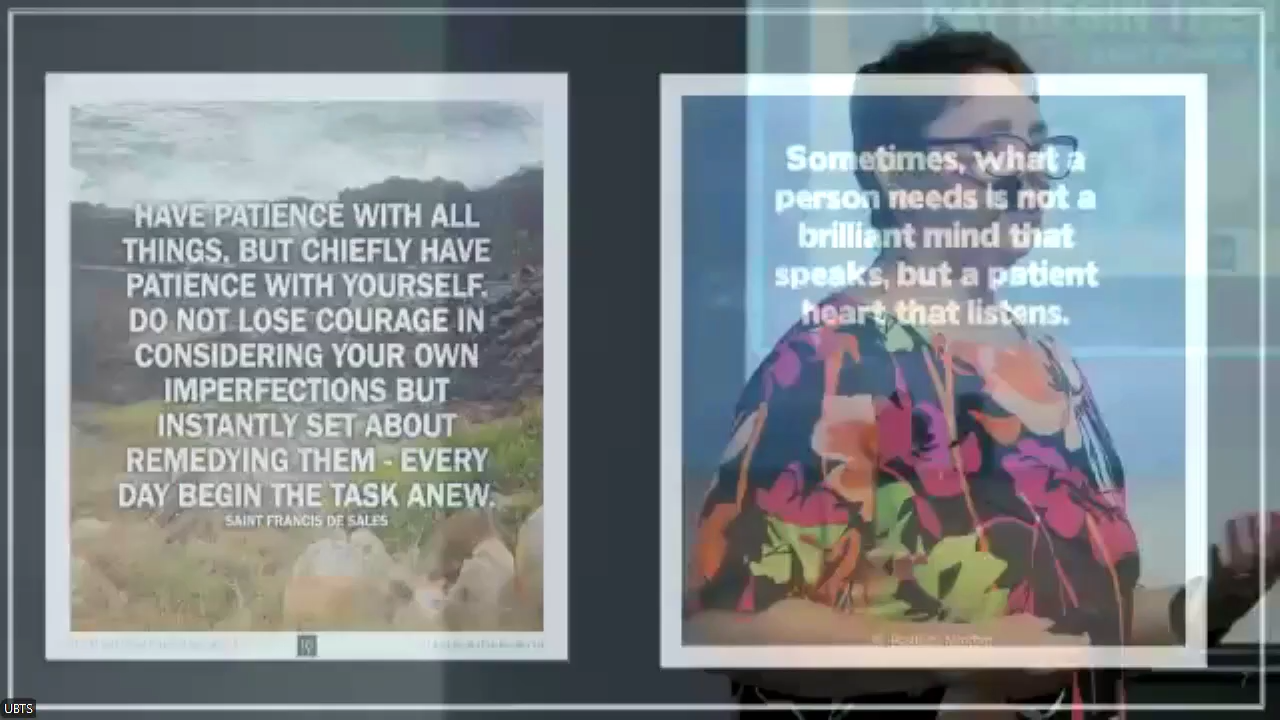 HAVE PATIENCE WITH ALL
THINGS. BUT CHIEFLY HAVE
PATIENCE WITH YOURSELF.
DO NOT LOSE COURAGE IN
CONSIDERING YOUR OWN
IMPERFECTIONS BUT
INSTANTLY SET ABOUT
REMEDYING THEM - EVERY
DAY BEGIN THE TASK ANEW.
SAINT FRANCIS DE SALES
Sometimes, what a
person needs is not a
brilliant mind that
speaks, but a patient
heart that listens.
UBTS